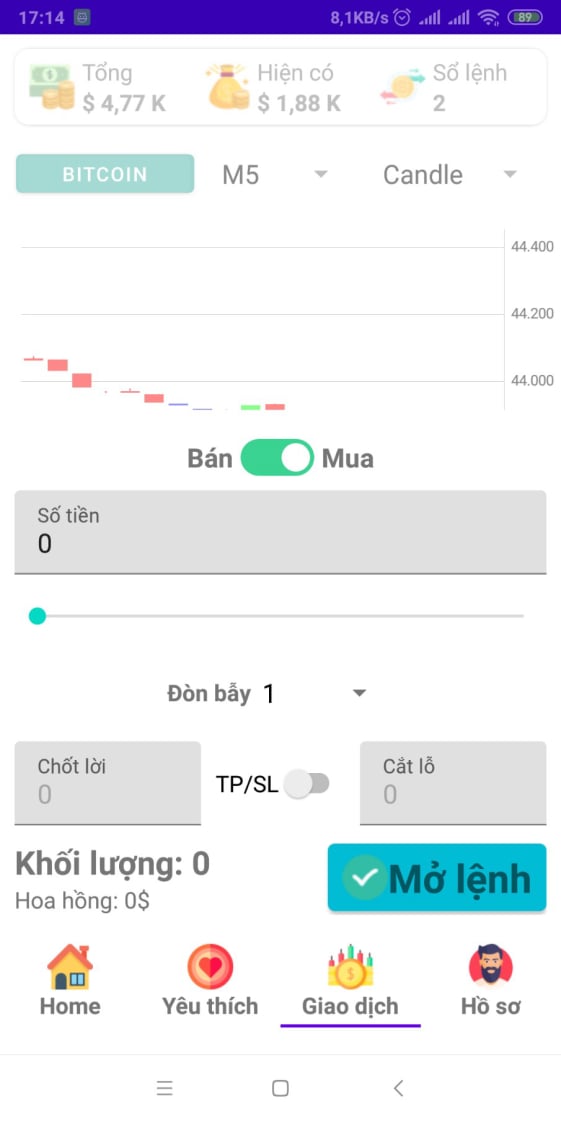 17:14 8,1KB/s 89
Tổng Hiện có Số lệnh
$ 4,77 K $ 1,88 K 2
BITCOIN M5 Candle
44.400
44.200
44.000
Bán Mua
Số tiền
0
Đòn bẫy 1
Chốt lời TP/SL Cắt lỗ
0 0
Khối lượng: 0
Hoa hồng: 0$
Mở lệnh
Home Yêu thích Giao dịch Hồ sơ